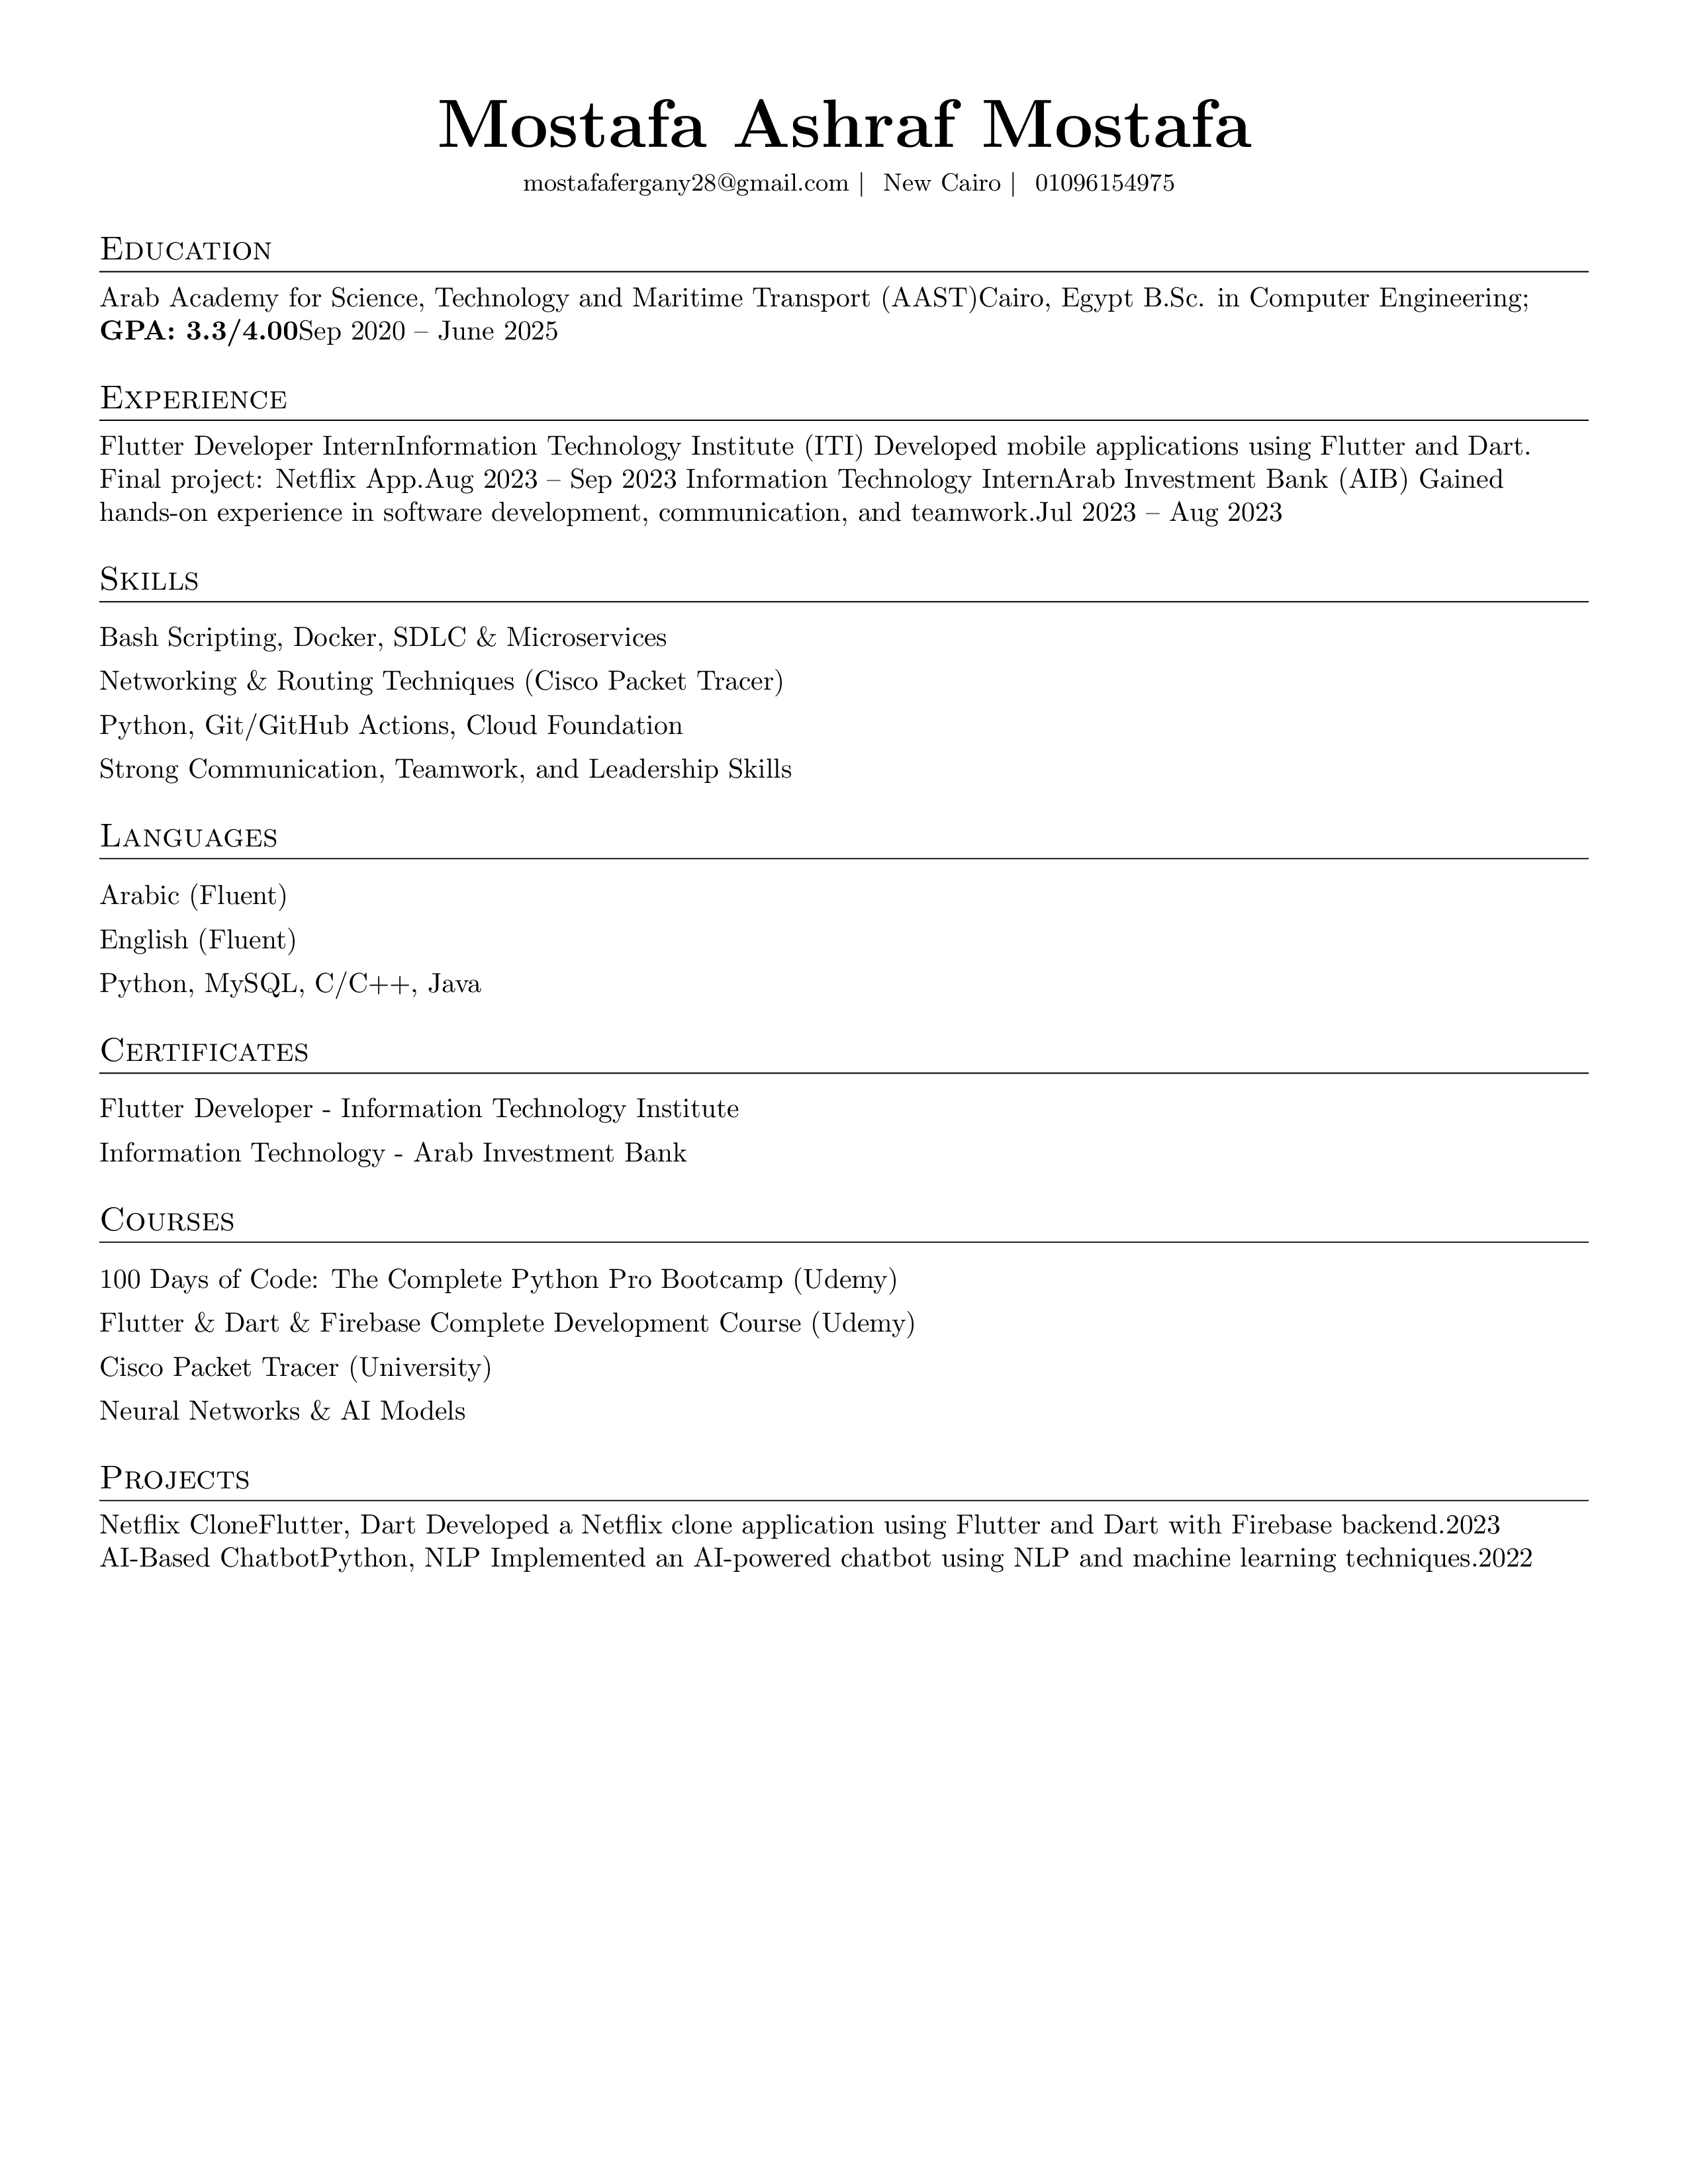 Mostafa Ashraf Mostafa
mostafafergany28@gmail.com | New Cairo | 01096154975
Education
Arab Academy for Science, Technology and Maritime Transport (AAST)Cairo, Egypt B.Sc. in Computer Engineering;
GPA: 3.3/4.00Sep 2020 – June 2025
Experience
Flutter Developer InternInformation Technology Institute (ITI) Developed mobile applications using Flutter and Dart.
Final project: Netflix App.Aug 2023 – Sep 2023 Information Technology InternArab Investment Bank (AIB) Gained
hands-on experience in software development, communication, and teamwork.Jul 2023 – Aug 2023
Skills
Bash Scripting, Docker, SDLC & Microservices
Networking & Routing Techniques (Cisco Packet Tracer)
Python, Git/GitHub Actions, Cloud Foundation
Strong Communication, Teamwork, and Leadership Skills
Languages
Arabic (Fluent)
English (Fluent)
Python, MySQL, C/C++, Java
Certificates
Flutter Developer - Information Technology Institute
Information Technology - Arab Investment Bank
Courses
100 Days of Code: The Complete Python Pro Bootcamp (Udemy)
Flutter & Dart & Firebase Complete Development Course (Udemy)
Cisco Packet Tracer (University)
Neural Networks & AI Models
Projects
Netflix CloneFlutter, Dart Developed a Netflix clone application using Flutter and Dart with Firebase backend.2023
AI-Based ChatbotPython, NLP Implemented an AI-powered chatbot using NLP and machine learning techniques.2022